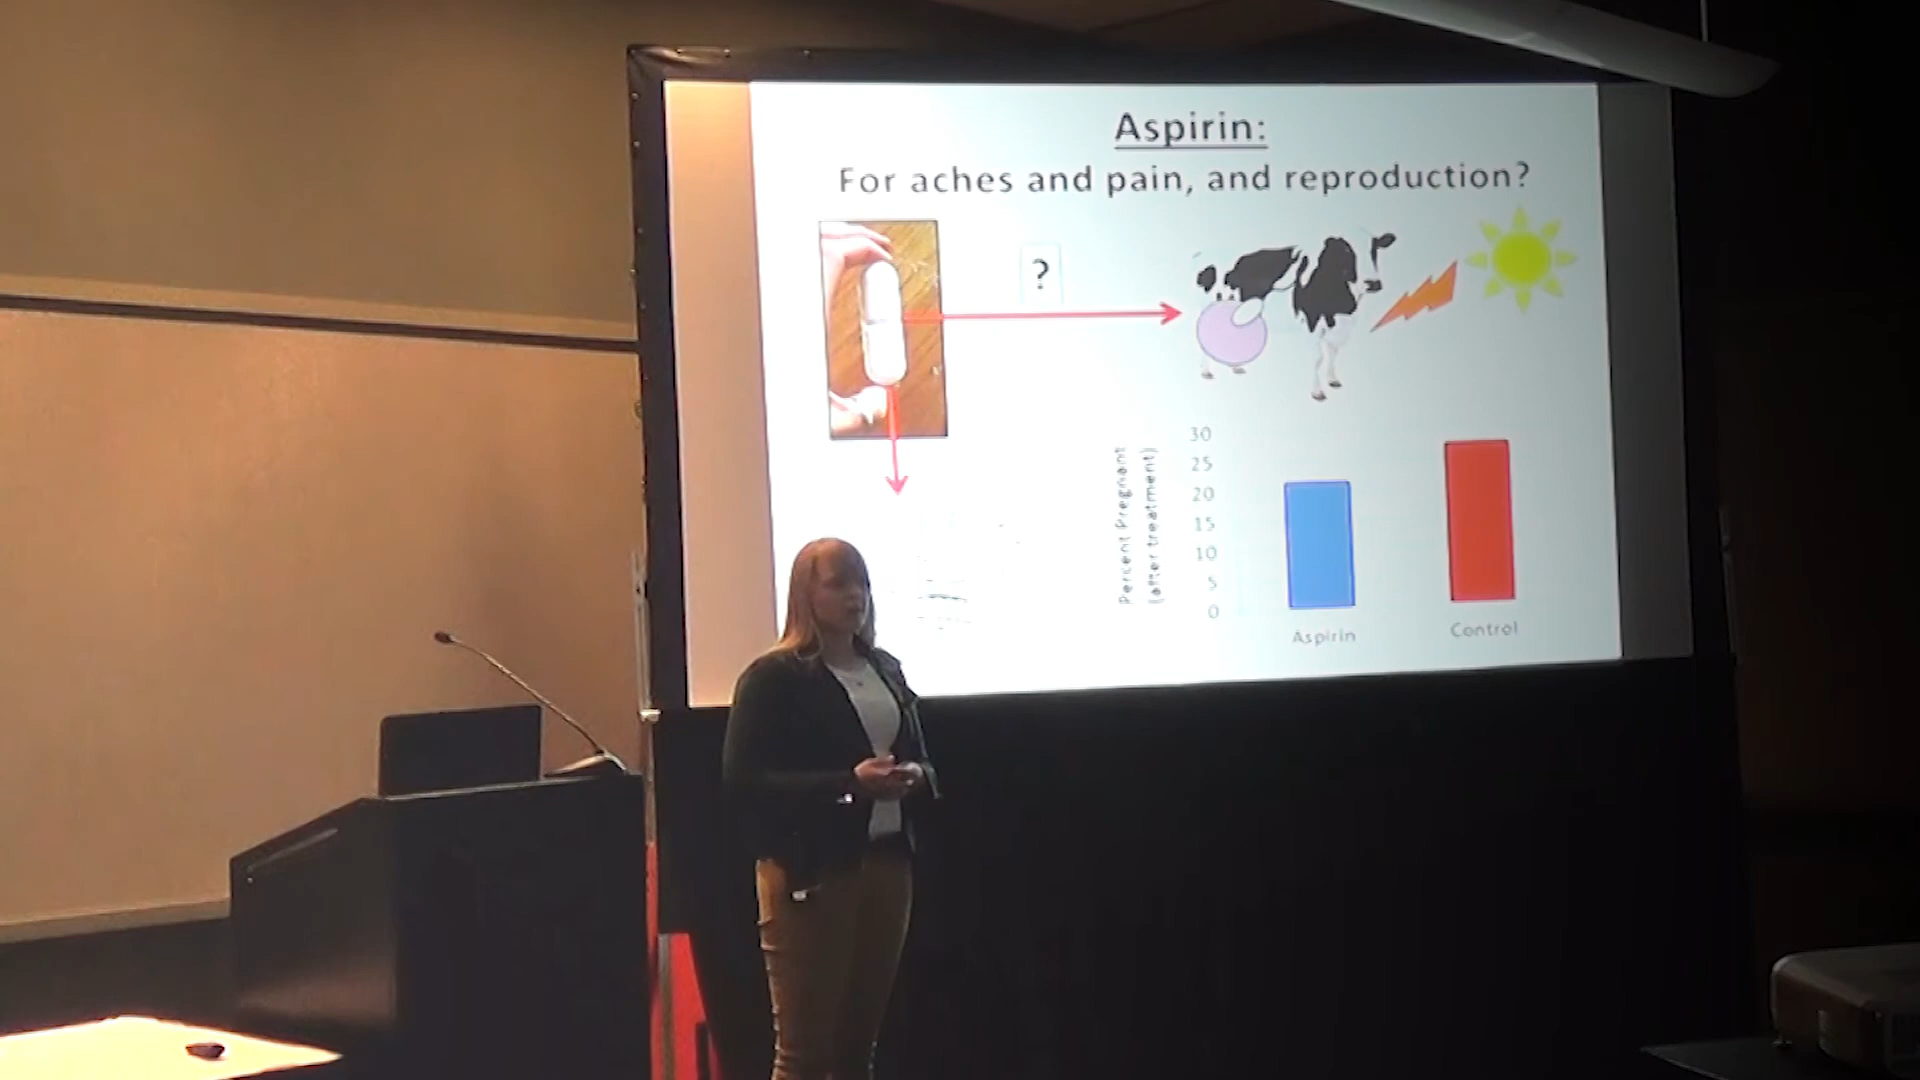 Aspirin:
For aches and pain, and reproduction?
?
Percent Pregnant
(after treatment)
30
25
20
15
10
5
0
Aspirin
Control